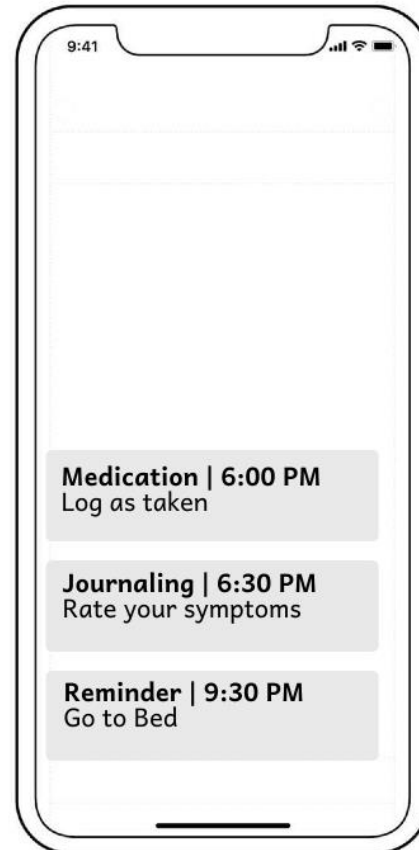 9:41
Medication | 6:00 PM
Log as taken
Journaling | 6:30 PM
Rate your symptoms
Reminder | 9:30 PM
Go to Bed